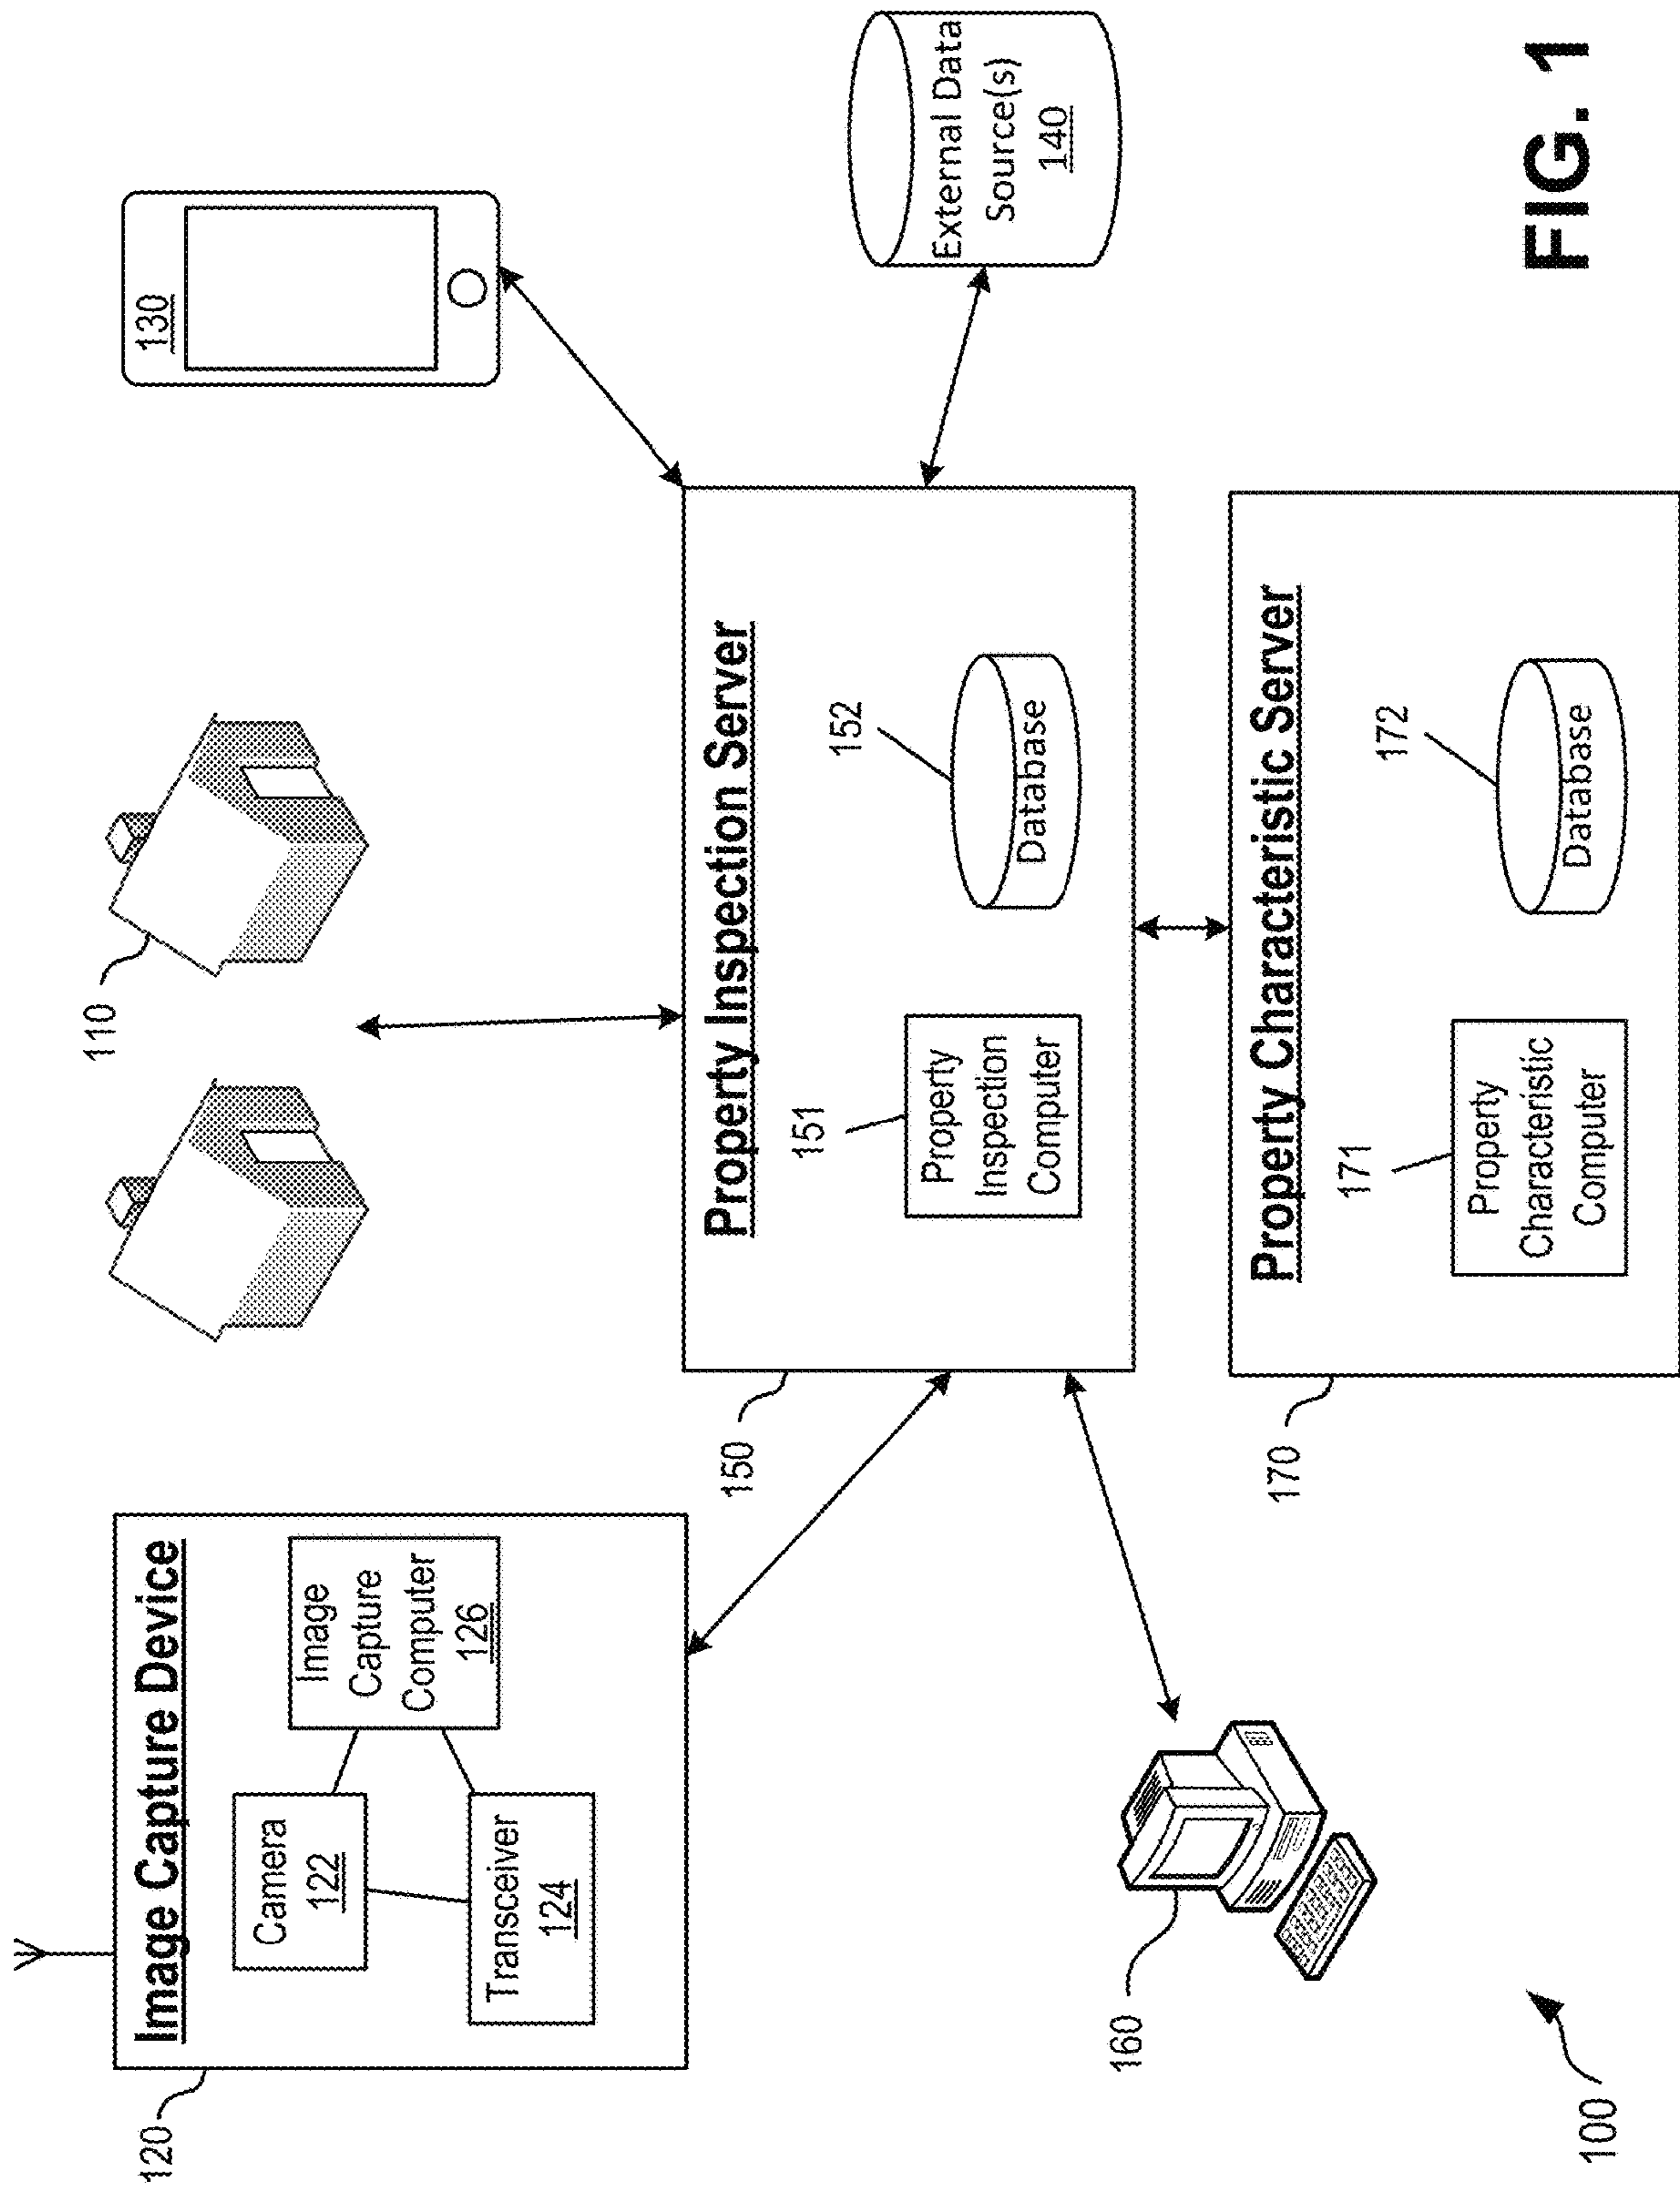 Image Capture Device
Camera
122
Transceiver
124
Image
Capture
Computer
126
120
110
130
External Data
Source(s)
140
Property Inspection Server
151
Property
Inspection
Computer
152
Database
150
160
Property Characteristic Server
171
Property
Characteristic
Computer
172
Database
170
100
FIG. 1